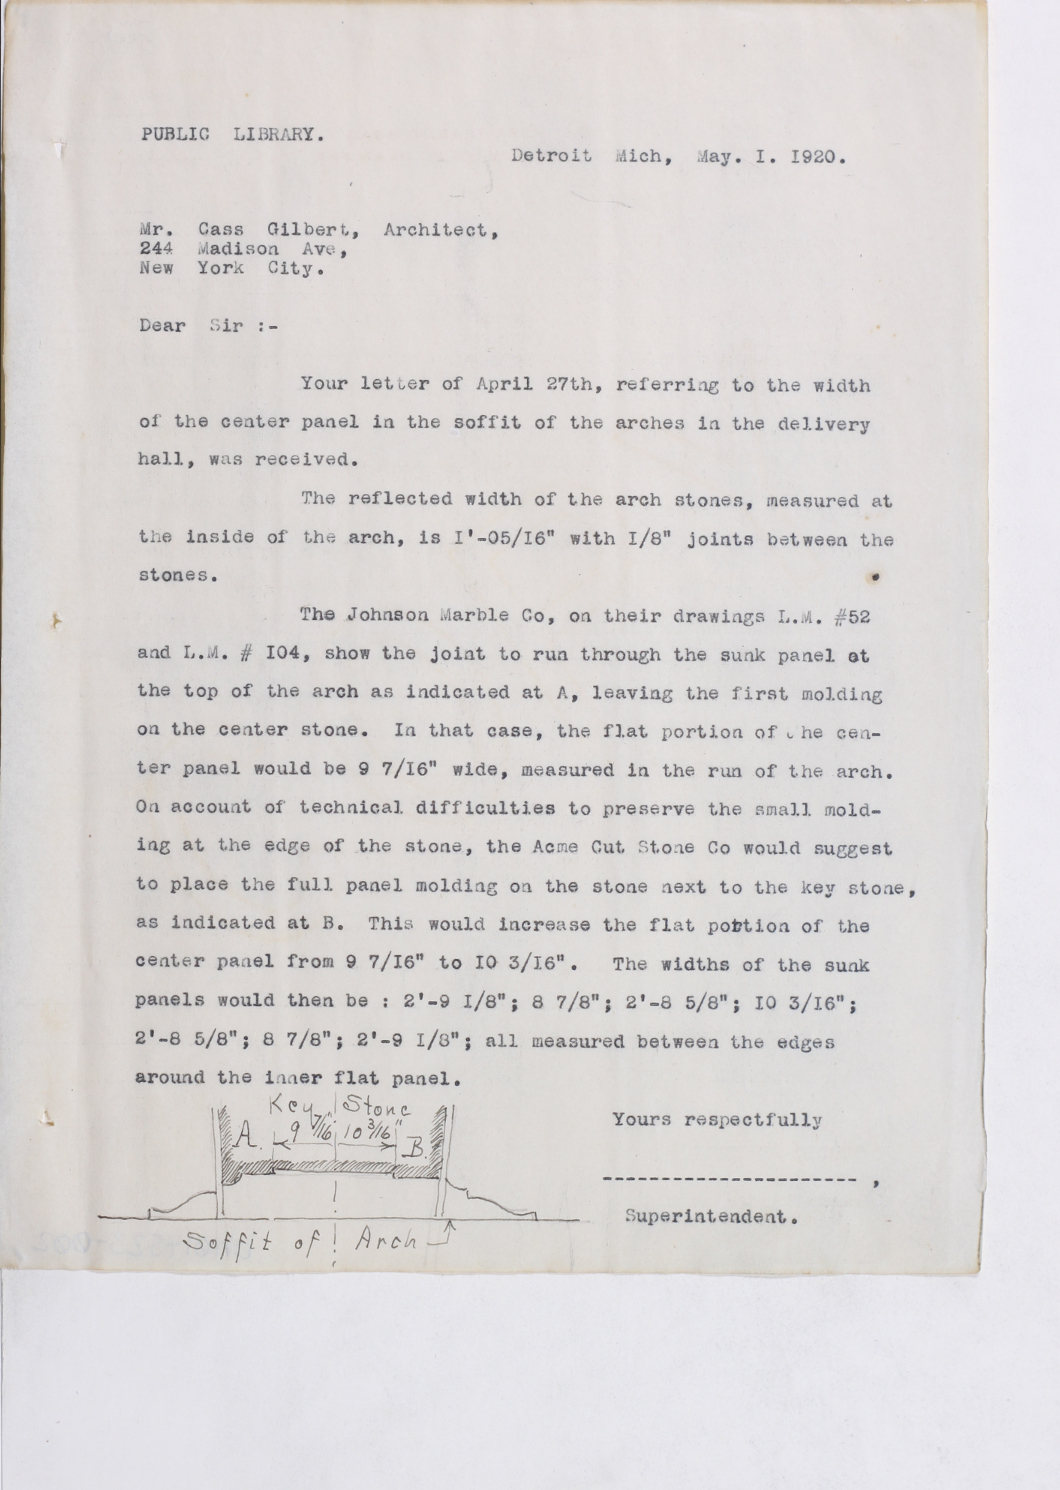 PUBLIC LIBRARY.
Detroit Mich, May. I. I920.
Mr. Cass Gilbert, Architect,
244 Madison Ave,
New York City.
Dear Sir :-
Your letter of April 27th, referring to the width
of the center panel in the soffit of the arches in the delivery
hall, was received.
The reflected width of the arch stones, measured at
the inside of the arch, is I'-05/I6" with I/8" joints between the
stones.
The Johnson Marble Co, on their drawings L.M. #52
and L.M. # I04, show the joint to run through the sunk panel at
the top of the arch as indicated at A, leaving the first molding
on the center stone. In that case, the flat portion of the cen-
ter panel would be 9 7/I6" wide, measured in the run of the arch.
On account of technical difficulties to preserve the small mold-
ing at the edge of the stone, the Acme Cut Stone Co would suggest
to place the full panel molding on the stone next to the key stone,
as indicated at B. This would increase the flat portion of the
center panel from 9 7/I6" to I0 3/I6". The widths of the sunk
panels would then be : 2'-9 I/8"; 8 7/8"; 2'-8 5/8"; I0 3/I6";
2'-8 5/8"; 8 7/8"; 2'-9 I/8"; all measured between the edges
around the inner flat panel.
Key Stone
A. 9 7/16" 10 3/16" B.
Soffit of Arch
Yours respectfully
---------------------- ,
Superintendent.